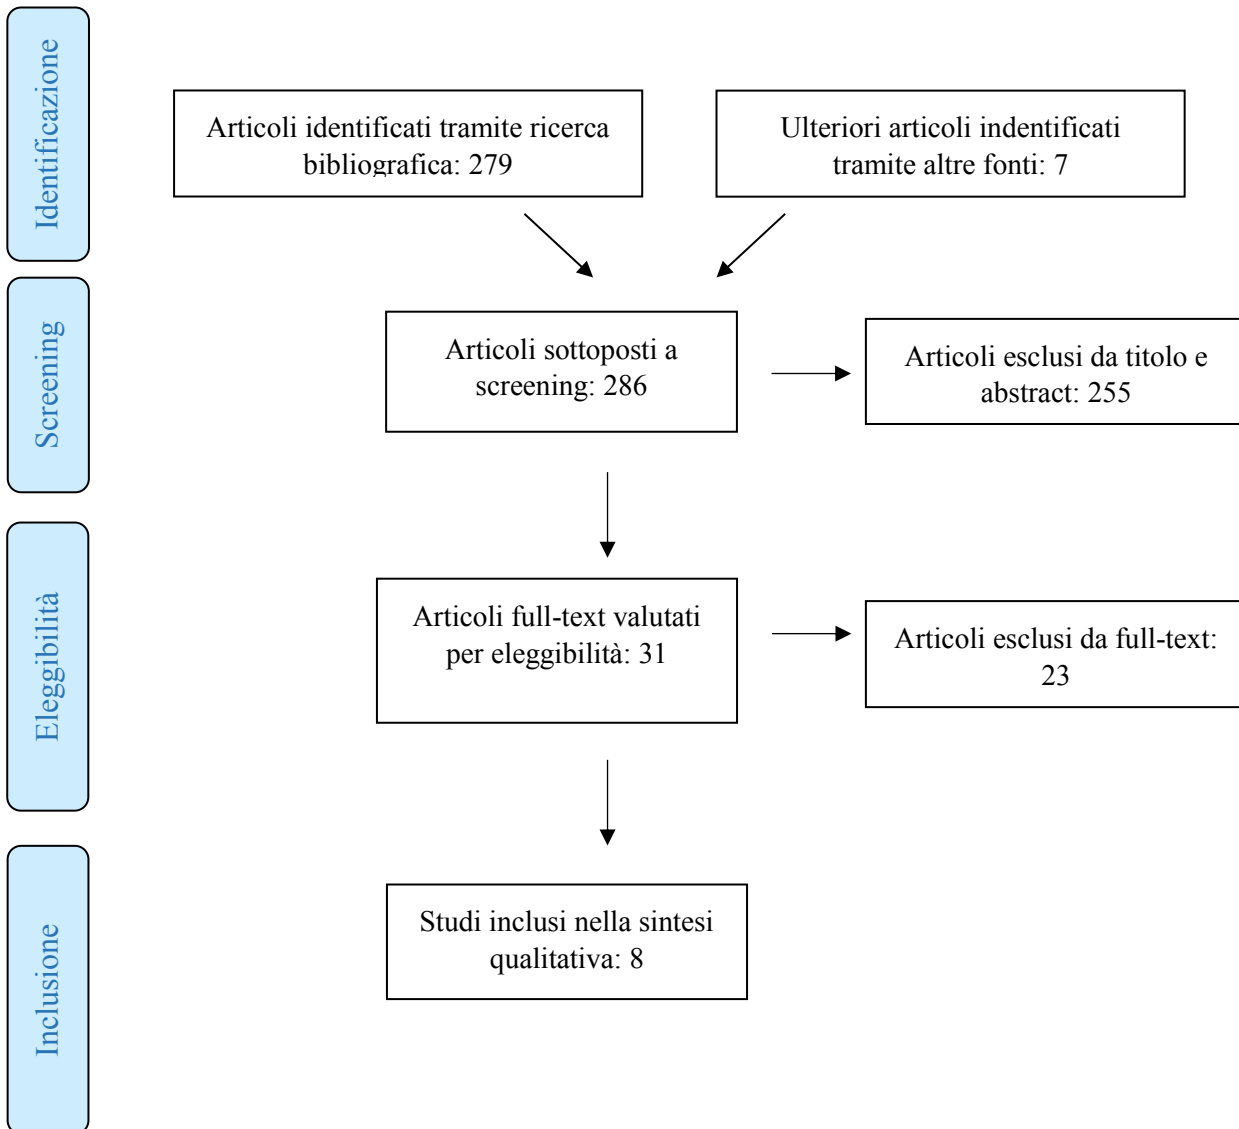 Identificazione
Articoli identificati tramite ricerca
bibliografica: 279
Ulteriori articoli indentificati
tramite altre fonti: 7
Screening
Articoli sottoposti a
screening: 286
Articoli esclusi da titolo e
abstract: 255
Eleggibilità
Articoli full-text valutati
per eleggibilità: 31
Articoli esclusi da full-text:
23
Inclusione
Studi inclusi nella sintesi
qualitativa: 8